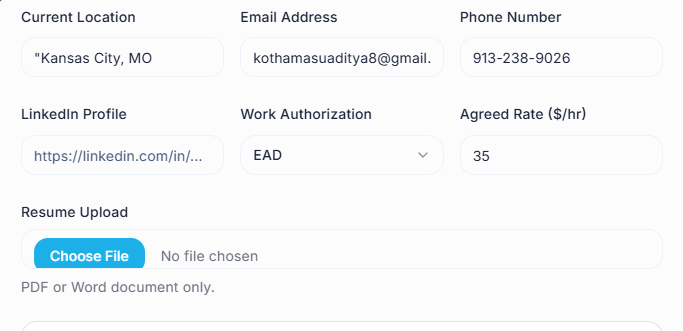 Current Location Email Address Phone Number
"Kansas City, MO kothamasuaditya8@gmail. 913-238-9026
LinkedIn Profile Work Authorization Agreed Rate ($/hr)
https://linkedin.com/in/... EAD 35
Resume Upload
Choose File No file chosen
PDF or Word document only.